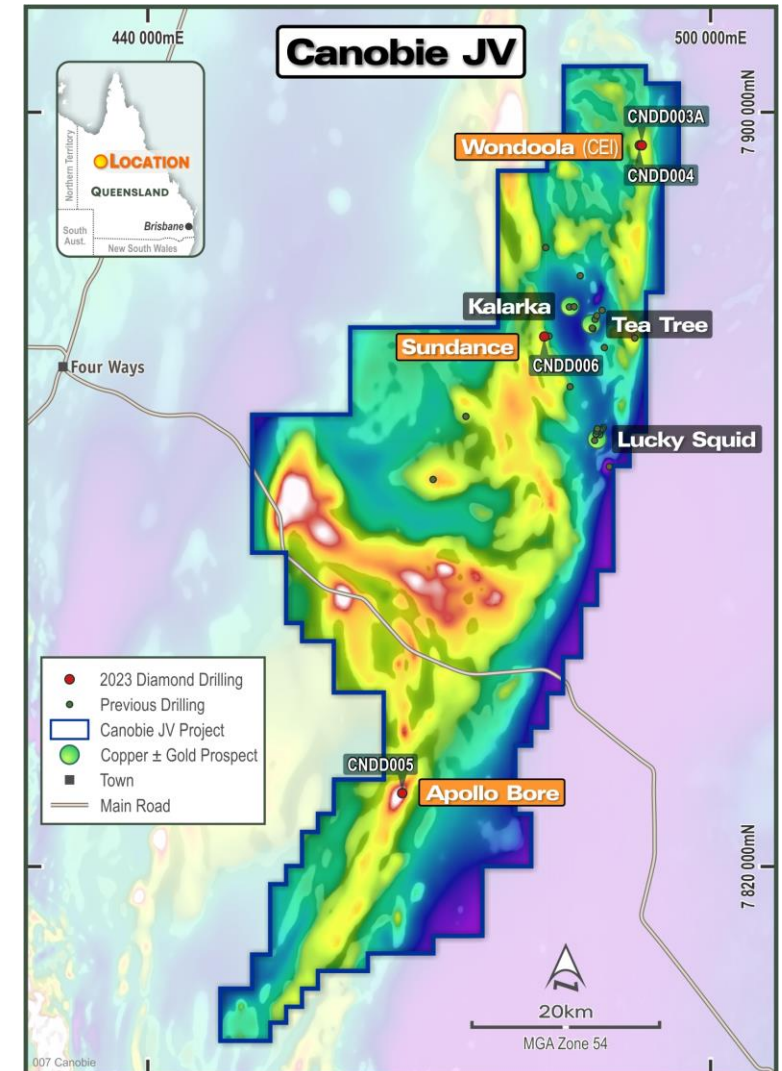 440 000mE
500 000mE
Canobie JV
7 900 000mN
CNDD003A
Wondoola (CEI)
CNDD004
LOCATION
QUEENSLAND
Northern Territory
South
Aust.
Brisbane
New South Wales
Kalarka
Tea Tree
Sundance
CNDD006
Four Ways
Lucky Squid
2023 Diamond Drilling
Previous Drilling
Canobie JV Project
Copper ± Gold Prospect
Town
Main Road
CNDD005
Apollo Bore
7 820 000mN
N
20km
MGA Zone 54
007 Canobie